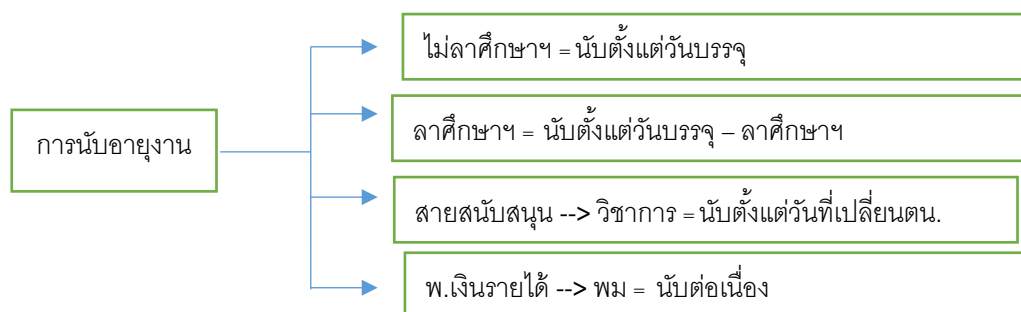 ไม่ลาศึกษาฯ = นับตั้งแต่วันบรรจุ
การนับอายุงาน
ลาศึกษาฯ = นับตั้งแต่วันบรรจุ – ลาศึกษาฯ
สายสนับสนุน --> วิชาการ = นับตั้งแต่วันที่เปลี่ยนตน.
พ.เงินรายได้ --> พม = นับต่อเนื่อง